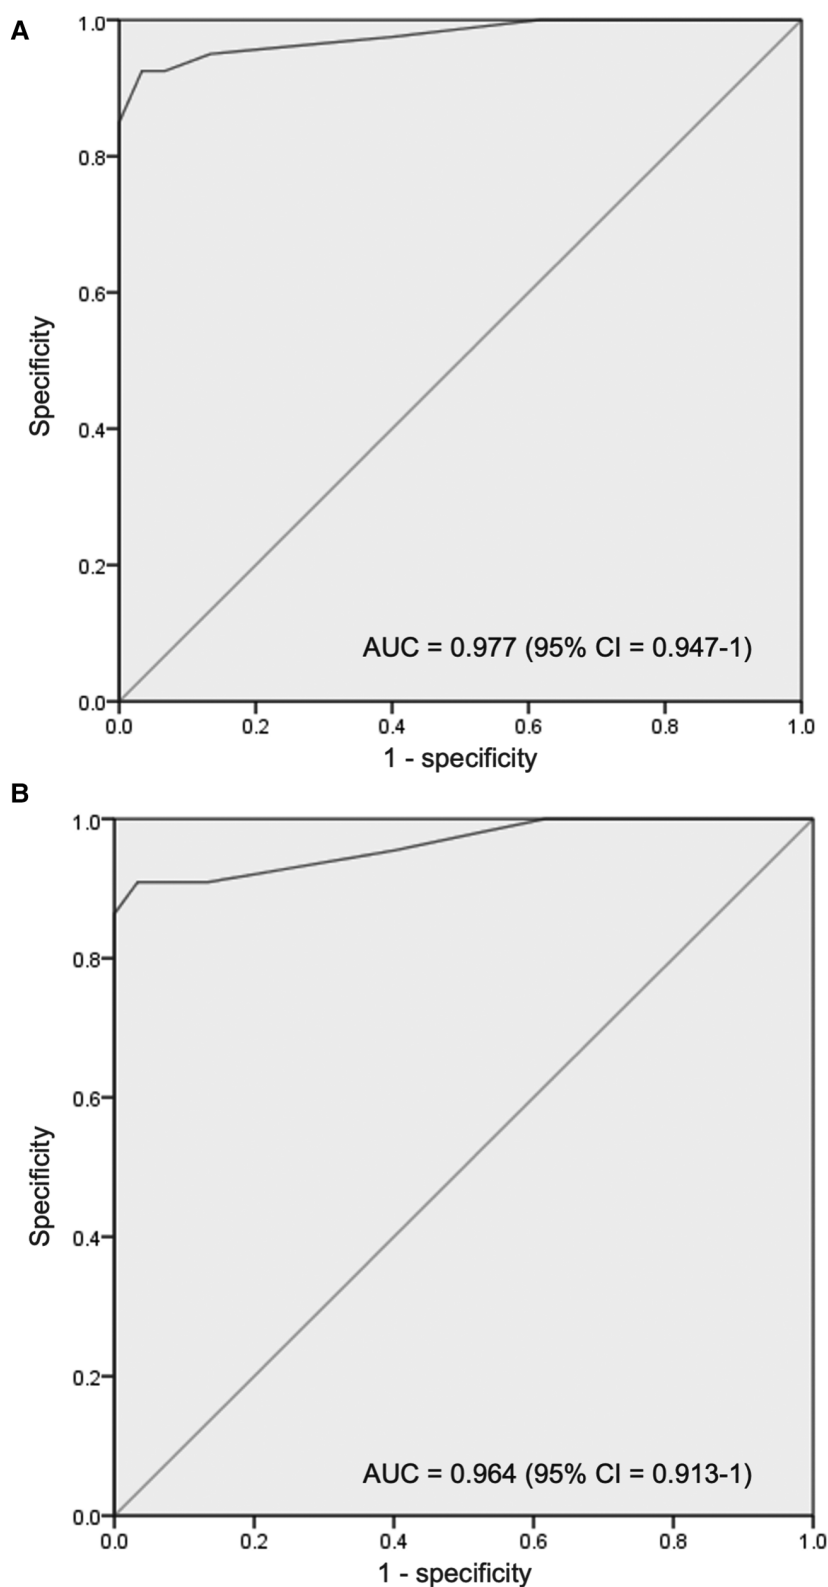 A
1.0
0.8
0.6
0.4
0.2
0.0
Specificity
AUC = 0.977 (95% CI = 0.947-1)
0.0 0.2 0.4 0.6 0.8 1.0
1 - specificity
B
1.0
0.8
0.6
0.4
0.2
0.0
Specificity
AUC = 0.964 (95% CI = 0.913-1)
0.0 0.2 0.4 0.6 0.8 1.0
1 - specificity